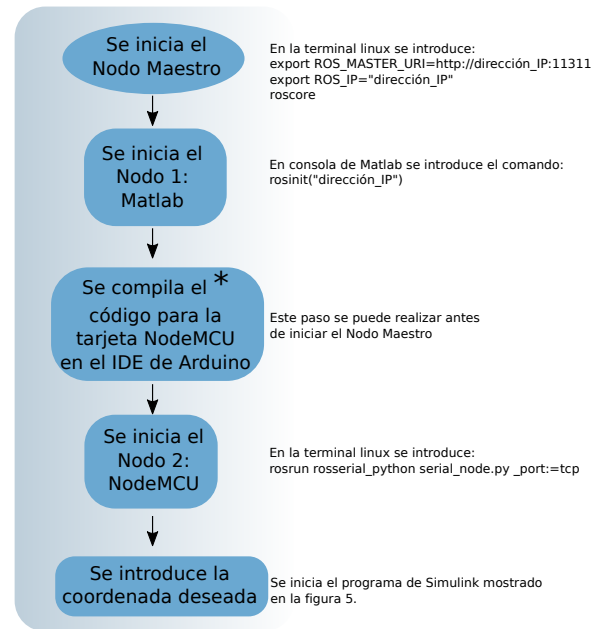 Se inicia el
Nodo Maestro
En la terminal linux se introduce:
export ROS_MASTER_URI=http://dirección_IP:11311
export ROS_IP="dirección_IP"
roscore
Se inicia el
Nodo 1:
Matlab
En consola de Matlab se introduce el comando:
rosinit("dirección_IP")
Se compila el *
código para la
tarjeta NodeMCU
en el IDE de Arduino
Este paso se puede realizar antes
de iniciar el Nodo Maestro
Se inicia el
Nodo 2:
NodeMCU
En la terminal linux se introduce:
rosrun rosserial_python serial_node.py _port:=tcp
Se introduce la
coordenada deseada
Se inicia el programa de Simulink mostrado
en la figura 5.